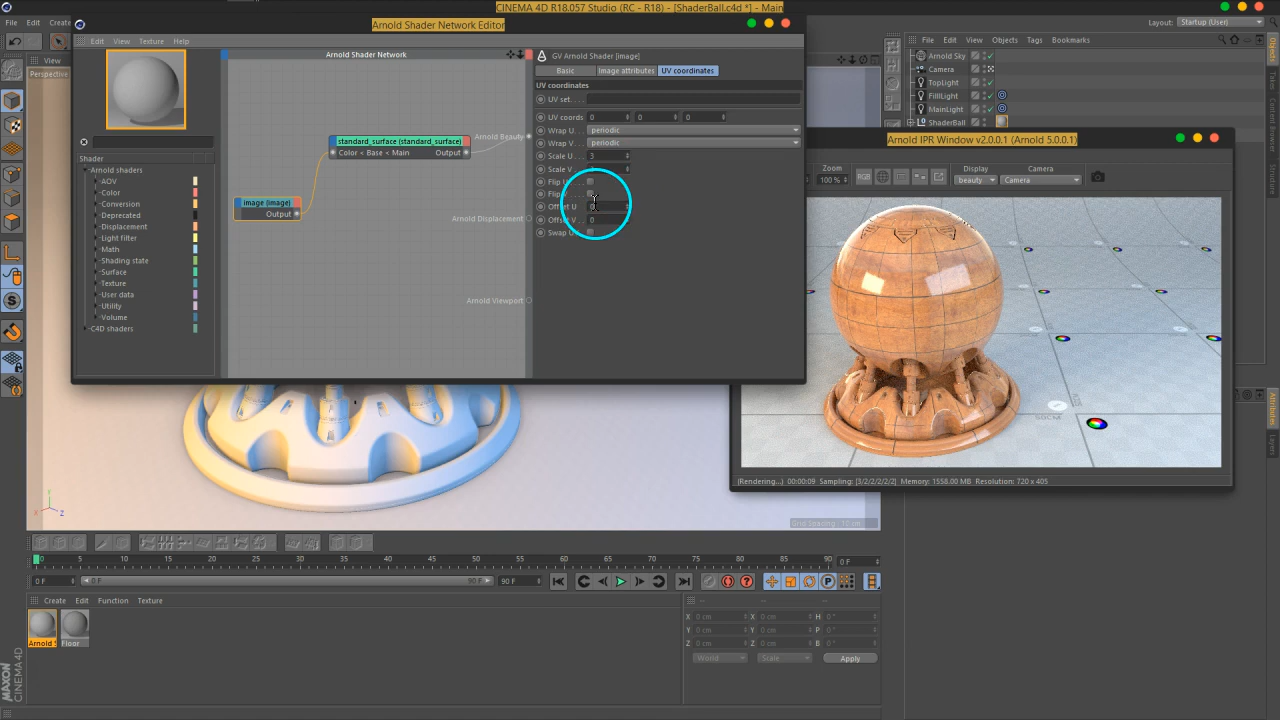 CINEMA 4D R18.057 Studio (RC - R18) - [ShaderBall.c4d *] - Main
File Edit Create
Layout: Startup (User)
Arnold Shader Network Editor
Edit View Texture Help
Arnold Shader Network
Shader
Arnold shaders
AOV
Color
Conversion
Deprecated
Displacement
Light filter
Math
Shading state
Surface
Texture
User data
Utility
Volume
C4D shaders
standard_surface (standard_surface)
Color < Base < Main Output
image (image)
Output
Arnold Beauty
Arnold Displacement
Arnold Viewport
GV Arnold Shader [image]
Basic Image attributes UV coordinates
UV coordinates
UV set
UV coords 0 0 0
Wrap U periodic
Wrap V periodic
Scale U 3
Scale V
Flip U
Flip
Offset U 0
Offset V 0
Swap U
View
Perspective
File Edit View Objects Tags Bookmarks
Arnold Sky
Camera
TopLight
FillLight
MainLight
ShaderBall
Objects
Takes
Content Browser
Structure
Attributes
Layers
Arnold IPR Window v2.0.0.1 (Arnold 5.0.0.1)
Zoom
100 %
RGB
Display
beauty
Camera
Camera
50CM
(Rendering...) 00:00:09 Sampling: [3/2/2/2/2/2] Memory: 1558.00 MB Resolution: 720 x 405
X Z
Grid Spacing : 10 cm
0 5 10 15 20 25 30 35 40 45 50 55 60 65 70 75 80 85 90 0 F
0 F 0 F 90 F 90 F
Create Edit Function Texture
Arnold S Floor
X 0 cm X 0 cm H 0 °
Y 0 cm Y 0 cm P 0 °
Z 0 cm Z 0 cm B 0 °
World Scale Apply
MAXON
CINEMA 4D